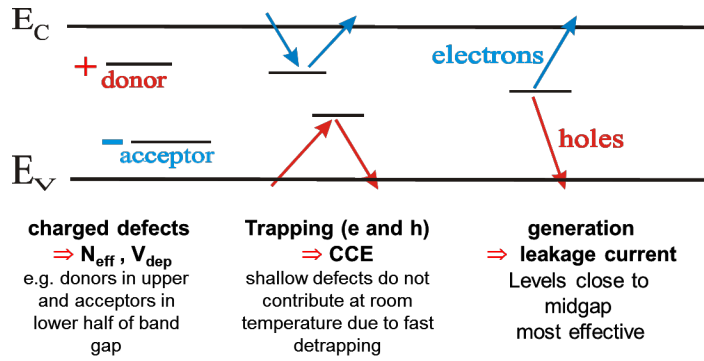 E_C
electrons
+ donor
- acceptor
holes
E_V
charged defects
⇒ N_eff , V_dep
e.g. donors in upper
and acceptors in
lower half of band
gap
Trapping (e and h)
⇒ CCE
shallow defects do not
contribute at room
temperature due to fast
detrapping
generation
⇒ leakage current
Levels close to
midgap
most effective